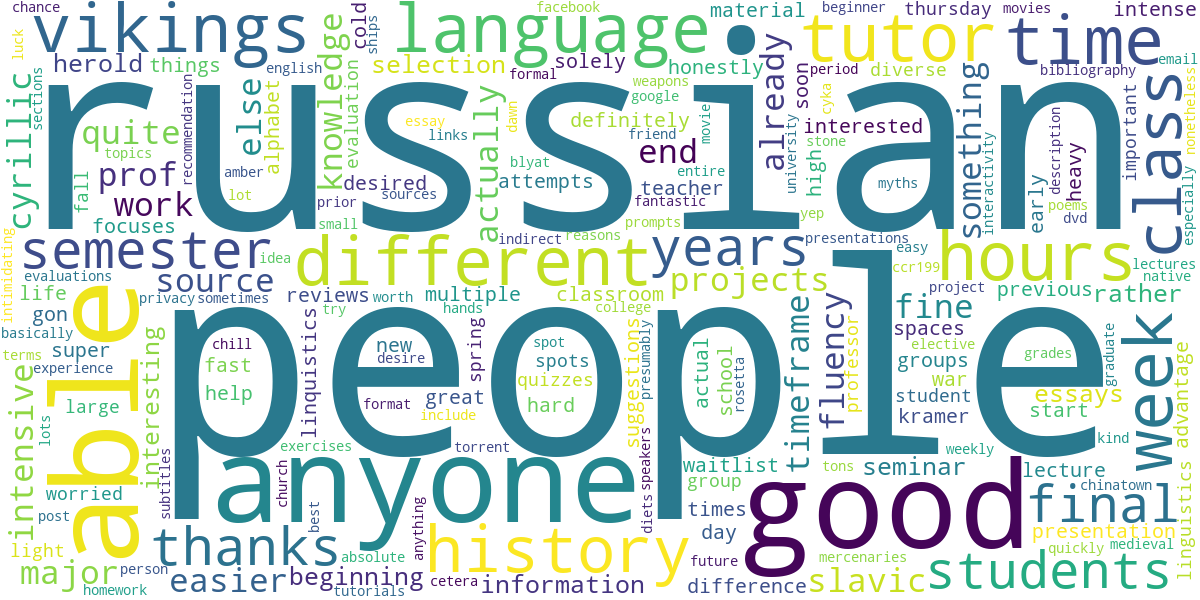 chance
luck
vikings
language
facebook
material
beginner
thursday
movies
intense
herold
things
cold
ships
english
selection
formal
solely
honestly
tutor
time
period
diverse
bibliography
email
cyrillic
sections
russian
knowledge
evaluation
else
alphabet
recommendation
quite
topics
fall
prof
work
focuses
amber
lot
desired
sources
prior
small
actually
essay
links
dawn
blyat
attempts
weapons
google
definitely
friend
movie
end
teacher
entire
fantastic
prompts
already
soon
university
cyka
interested
stone
high
yep
myths
something
interactivity
early
description
poems
dvd
heavy
important
class
nonetheless
especially
semester
idea
source
different
indirect
reasons
years
projects
presentations
easy
ccr199
hours
lectures
native
intimidating
evaluations
life
gon
basically
super
terms
experience
able
privacy
sometimes
reviews
worth
try
multiple
hands
classroom
college
suggestions
presumably
timeframe
fluency
professor
fine
spaces
elective
groups
project
previous
rather
grades
graduate
advantage
people
chill
fast
help
linquistics
new
desire
format
spring
great
include
spot
spots
quizzes
hard
actual
school
rosetta
war
student
kramer
essays
start
kind
week
intensive
lots
large
interesting
subtitles
worried
post
light
exercises
church
best
torrent
anyone
anything
speakers
diets
waitlist
group
tons
weekly
seminar
lecture
chinatown
final
linguistics
good
times
day
presentation
quickly
medieval
thanks
history
absolute
major
person
homework
easier
beginning
tutorials
cetera
information
future
difference
mercenaries
slavic
students